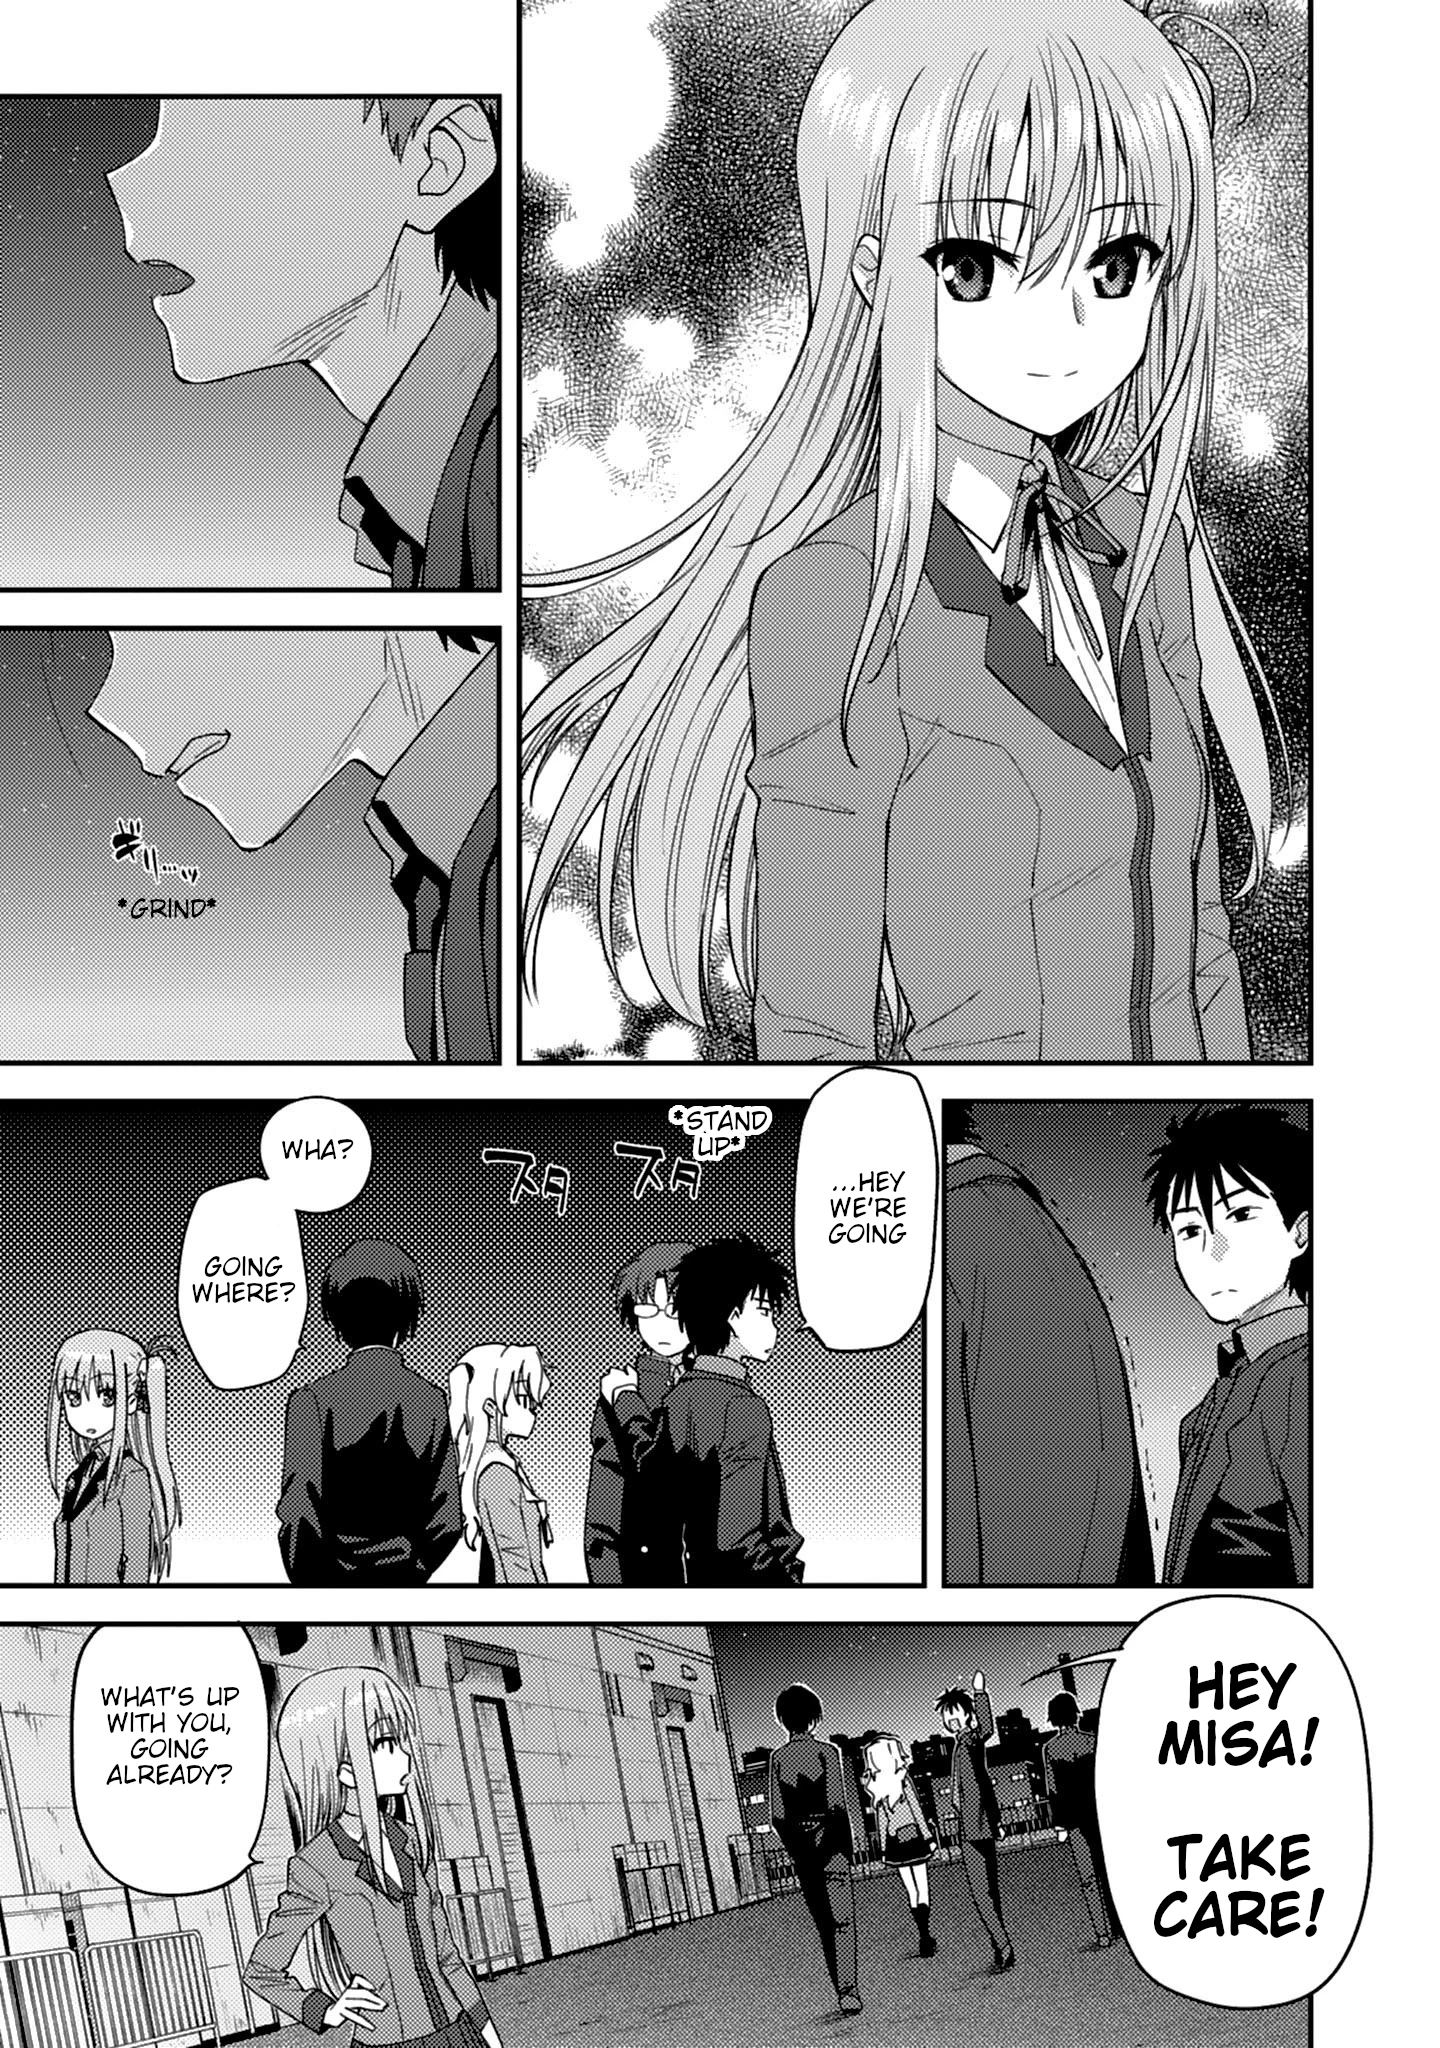 ギリ…ッ
*GRIND*
...HEY
WE'RE
GOING
*STAND
UP*
スタ
スタ
WHA?
GOING
WHERE?
HEY
MISA!
TAKE
CARE!
WHAT'S UP
WITH YOU,
GOING
ALREADY?